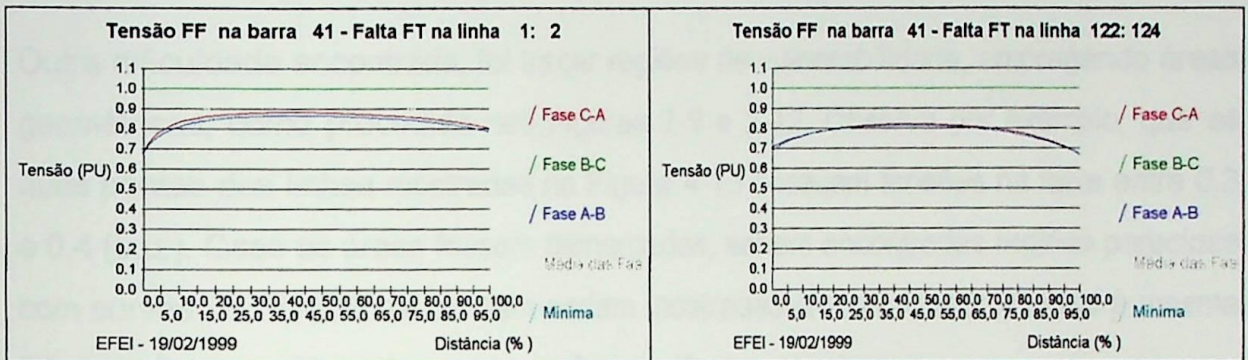 Tensão FF na barra 41 - Falta FT na linha 1: 2
1.1
1.0
0.9
0.8
0.7
Tensão (PU) 0.6
0.5
0.4
0.3
0.2
0.1
0.0
/ Fase C-A
/ Fase B-C
/ Fase A-B
Média das Fas
/ Mínima
0,0 10,0 20,0 30,0 40,0 50,0 60,0 70,0 80,0 90,0 100,0
5,0 15,0 25,0 35,0 45,0 55,0 65,0 75,0 85,0 95,0
EFEI - 19/02/1999 Distância (% )
Tensão FF na barra 41 - Falta FT na linha 122: 124
1.1
1.0
0.9
0.8
0.7
Tensão (PU) 0.6
0.5
0.4
0.3
0.2
0.1
0.0
/ Fase C-A
/ Fase B-C
/ Fase A-B
Média das Fas
/ Mínima
0,0 10,0 20,0 30,0 40,0 50,0 60,0 70,0 80,0 90,0 100,0
5,0 15,0 25,0 35,0 45,0 55,0 65,0 75,0 85,0 95,0
EFEI - 19/02/1999 Distância (% )